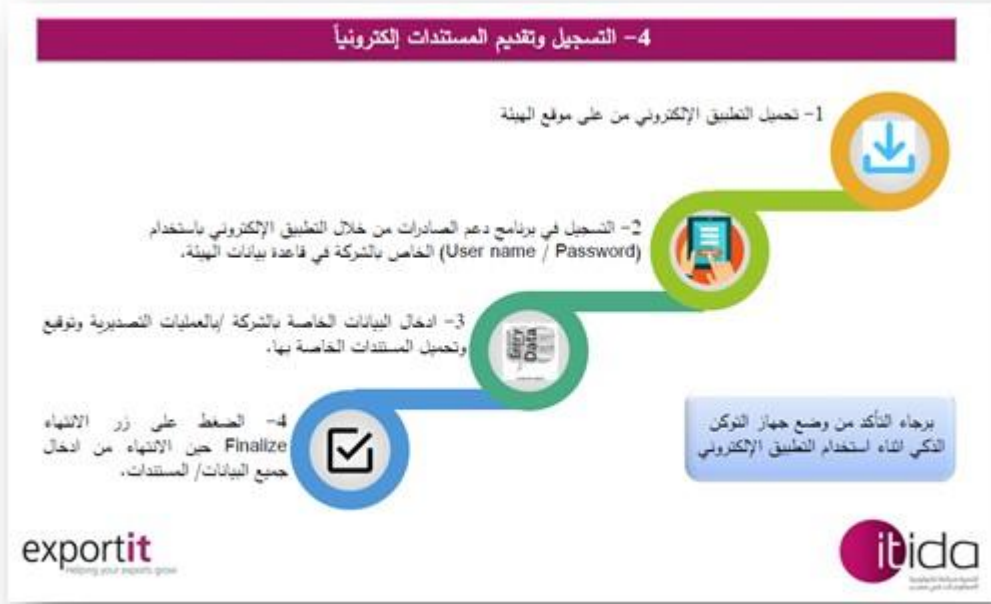 4- التسجيل وتقديم المستندات إلكترونياً
1- تحميل التطبيق الإلكتروني من على موقع الهيئة
2- التسجيل في برنامج دعم الصادرات من خلال التطبيق الإلكتروني باستخدام
(User name / Password) الخاص بالشركة في قاعدة بيانات الهيئة.
3- ادخال البيانات الخاصة بالشركة /بالعمليات التصديرية وتوقيع
وتحميل المستندات الخاصة بها.
Entry
Data
4- الضغط على زر الانتهاء
Finalize حين الانتهاء من ادخال
جميع البيانات/ المستندات.
برجاء التأكد من وضع جهاز التوكن
الذكي اثناء استخدام التطبيق الإلكتروني
exportit
Helping your exports grow
itida